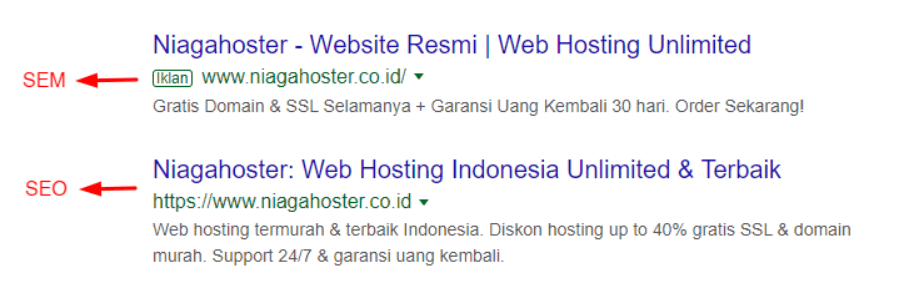 Niagahoster - Website Resmi | Web Hosting Unlimited
SEM
Iklan www.niagahoster.co.id/
Gratis Domain & SSL Selamanya + Garansi Uang Kembali 30 hari. Order Sekarang!
Niagahoster: Web Hosting Indonesia Unlimited & Terbaik
SEO
https://www.niagahoster.co.id
Web hosting termurah & terbaik Indonesia. Diskon hosting up to 40% gratis SSL & domain
murah. Support 24/7 & garansi uang kembali.